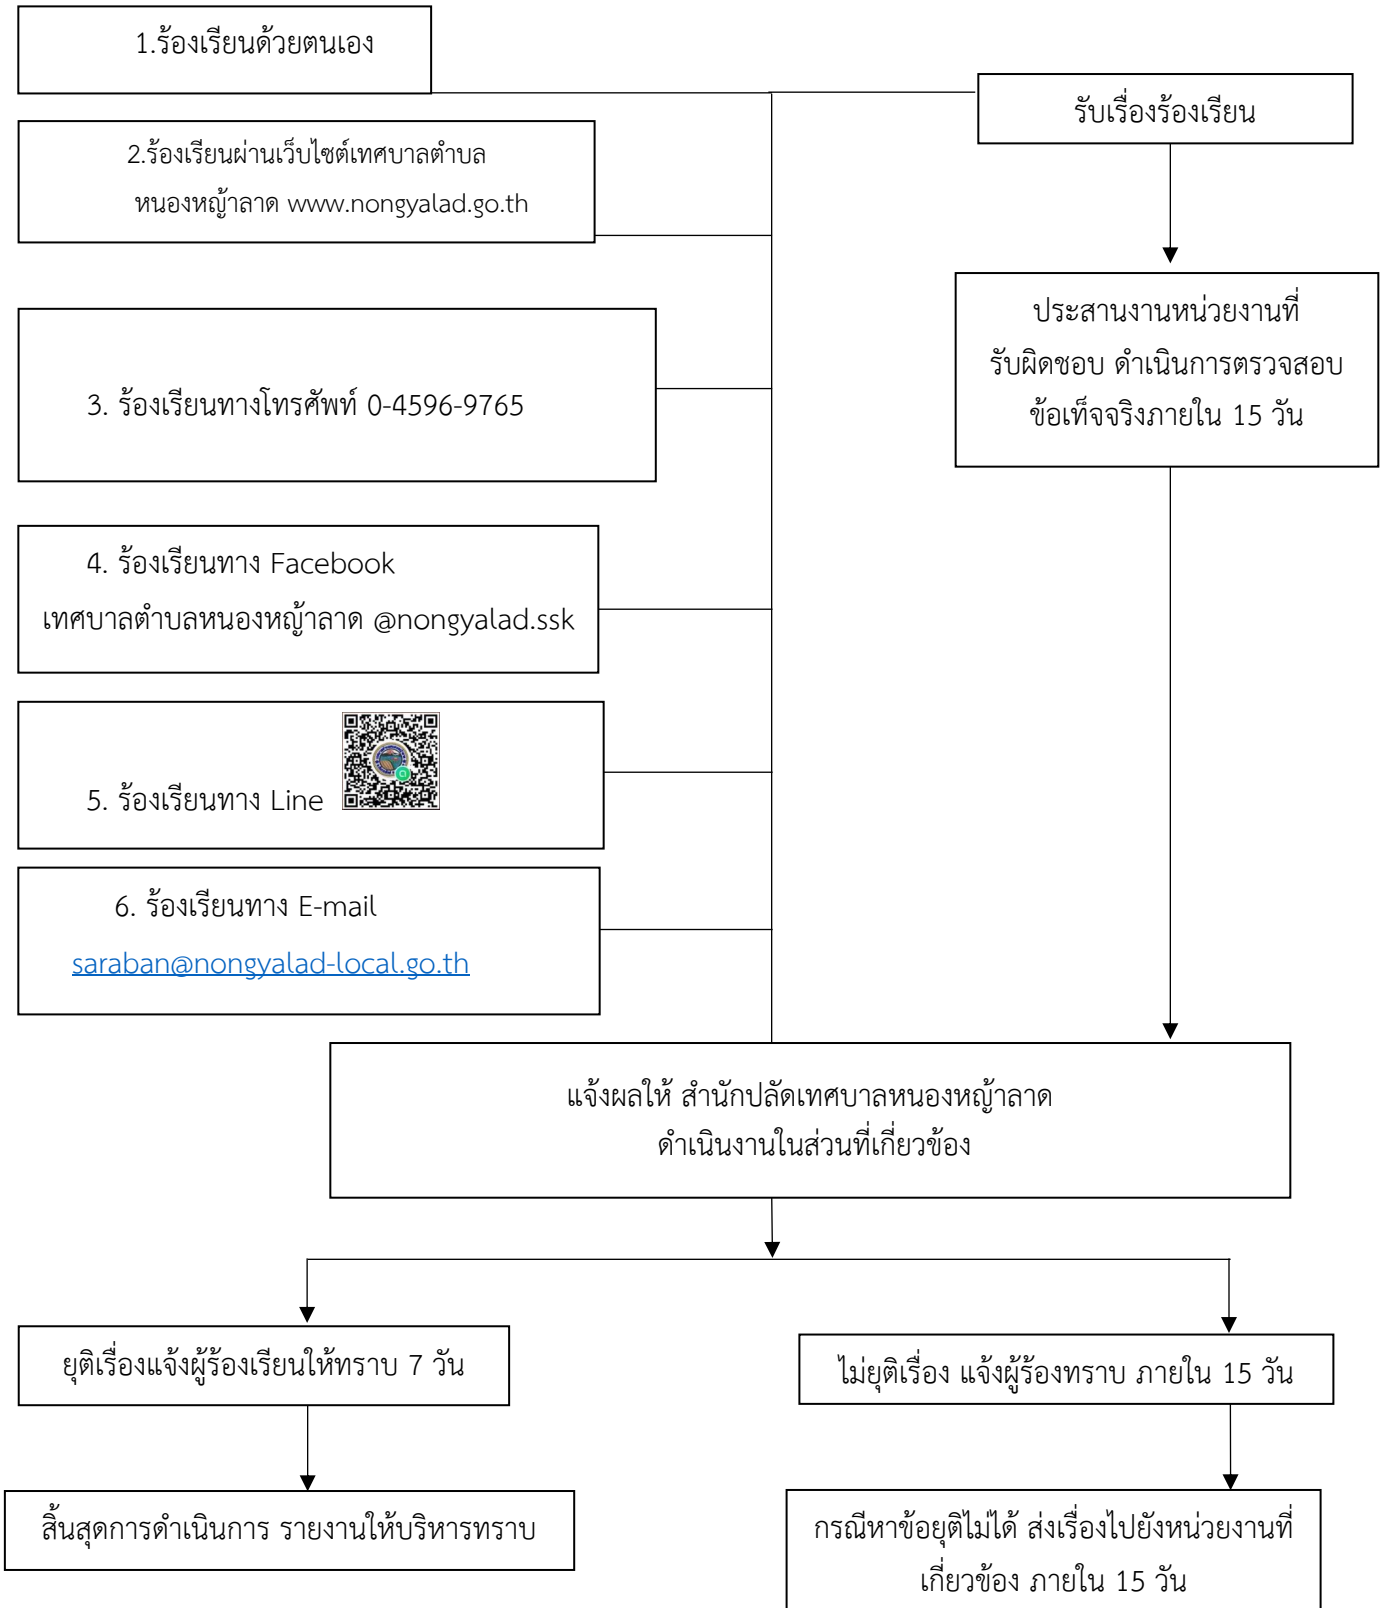 1.ร้องเรียนด้วยตนเอง
รับเรื่องร้องเรียน
2.ร้องเรียนผ่านเว็บไซต์เทศบาลตำบล
หนองหญ้าลาด www.nongyalad.go.th
ประสานงานหน่วยงานที่
รับผิดชอบ ดำเนินการตรวจสอบ
ข้อเท็จจริงภายใน 15 วัน
3. ร้องเรียนทางโทรศัพท์ 0-4596-9765
4. ร้องเรียนทาง Facebook
เทศบาลตำบลหนองหญ้าลาด @nongyalad.ssk
5. ร้องเรียนทาง Line
6. ร้องเรียนทาง E-mail
saraban@nongyalad-local.go.th
แจ้งผลให้ สำนักปลัดเทศบาลหนองหญ้าลาด
ดำเนินงานในส่วนที่เกี่ยวข้อง
ยุติเรื่องแจ้งผู้ร้องเรียนให้ทราบ 7 วัน
ไม่ยุติเรื่อง แจ้งผู้ร้องทราบ ภายใน 15 วัน
สิ้นสุดการดำเนินการ รายงานให้บริหารทราบ
กรณีหาข้อยุติไม่ได้ ส่งเรื่องไปยังหน่วยงานที่
เกี่ยวข้อง ภายใน 15 วัน